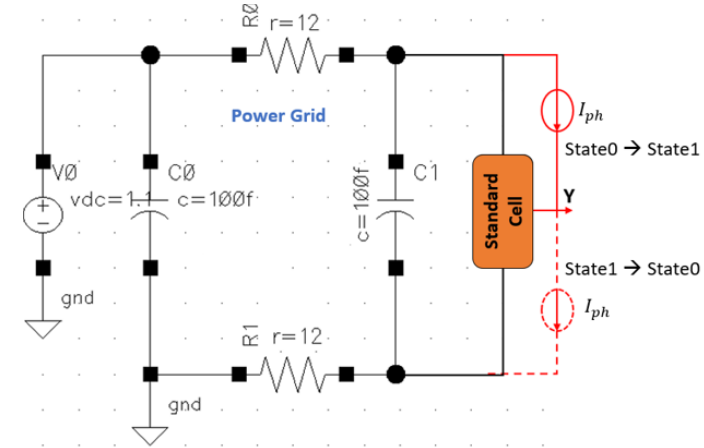 R0
r=12
Power Grid
I_ph
State0 → State1
V0
vdc=1.1
C0
c=100f
C1
c=100f
Standard
Cell
Y
gnd
State1 → State0
I_ph
R1
r=12
gnd